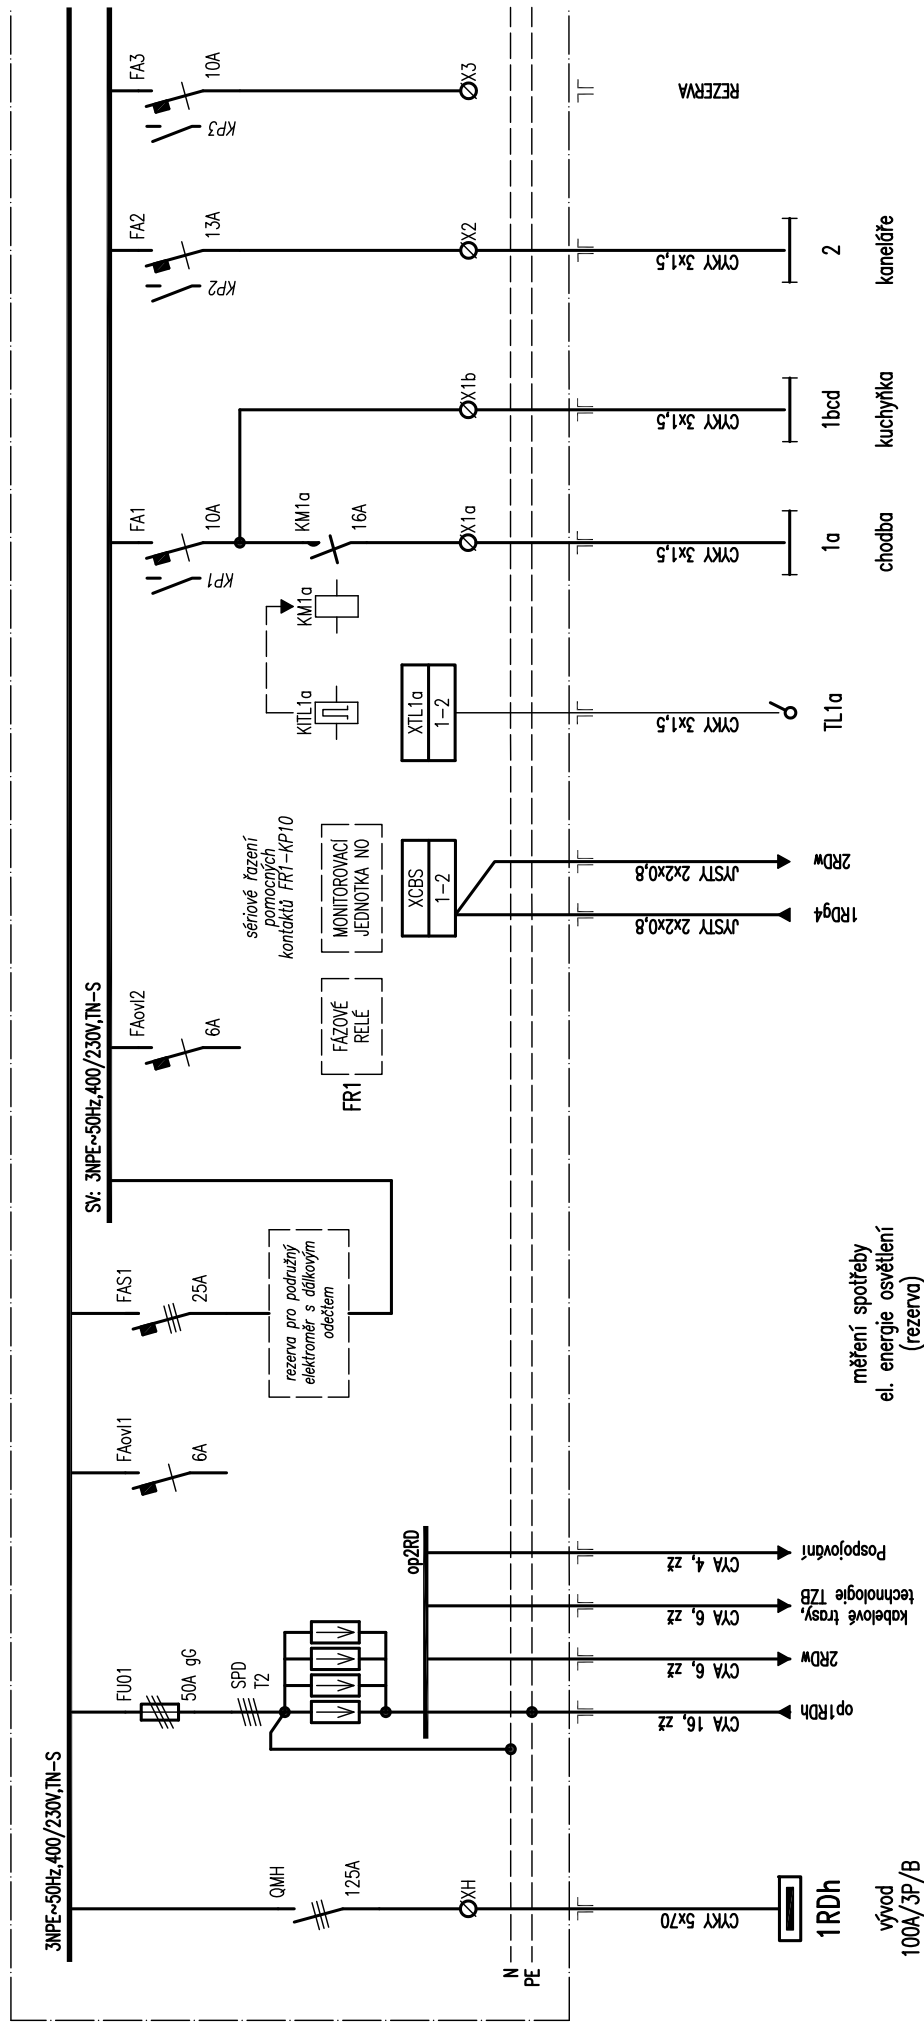 3NPE~50Hz,400/230V,TN-S
QMH
125A
XH
N
PE
CYKY 5x70
1RDh
vývod
100A/3P/B
FU01
50A gG
SPD
T2
op2RD
CYA 16, zž
op1RDh
CYA 6, zž
2RDw
CYA 6, zž
kabelové trasy,
technologie TZB
CYA 4, zž
Pospojování
FAovl1
6A
FAS1
25A
rezerva pro podružný
elektroměr s dálkovým
odečtem
měření spotřeby
el. energie osvětlení
(rezerva)
SV: 3NPE~50Hz,400/230V,TN-S
FAovl2
6A
FR1
FÁZOVÉ
RELÉ
sériové řazení
pomocných
kontaktů FR1-KP10
MONITOROVACÍ
JEDNOTKA NO
XCBS
1-2
JYSTY 2x2x0,8
1RDg4
JYSTY 2x2x0,8
2RDw
KITL1a
KM1a
XTL1a
1-2
CYKY 3x1,5
TL1a
FA1
10A
KP1
KM1a
16A
X1a
CYKY 3x1,5
1a
chodba
X1b
CYKY 3x1,5
1bcd
kuchyňka
FA2
13A
KP2
X2
CYKY 3x1,5
2
kaneláře
FA3
10A
KP3
X3
REZERVA